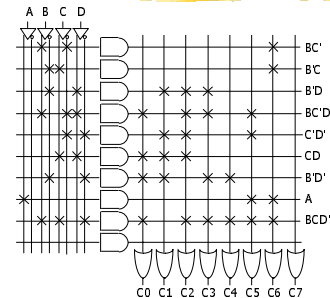 A B C D
BC'
B'C
B'D
BC'D
C'D'
CD
B'D'
A
BCD'
C0 C1 C2 C3 C4 C5 C6 C7